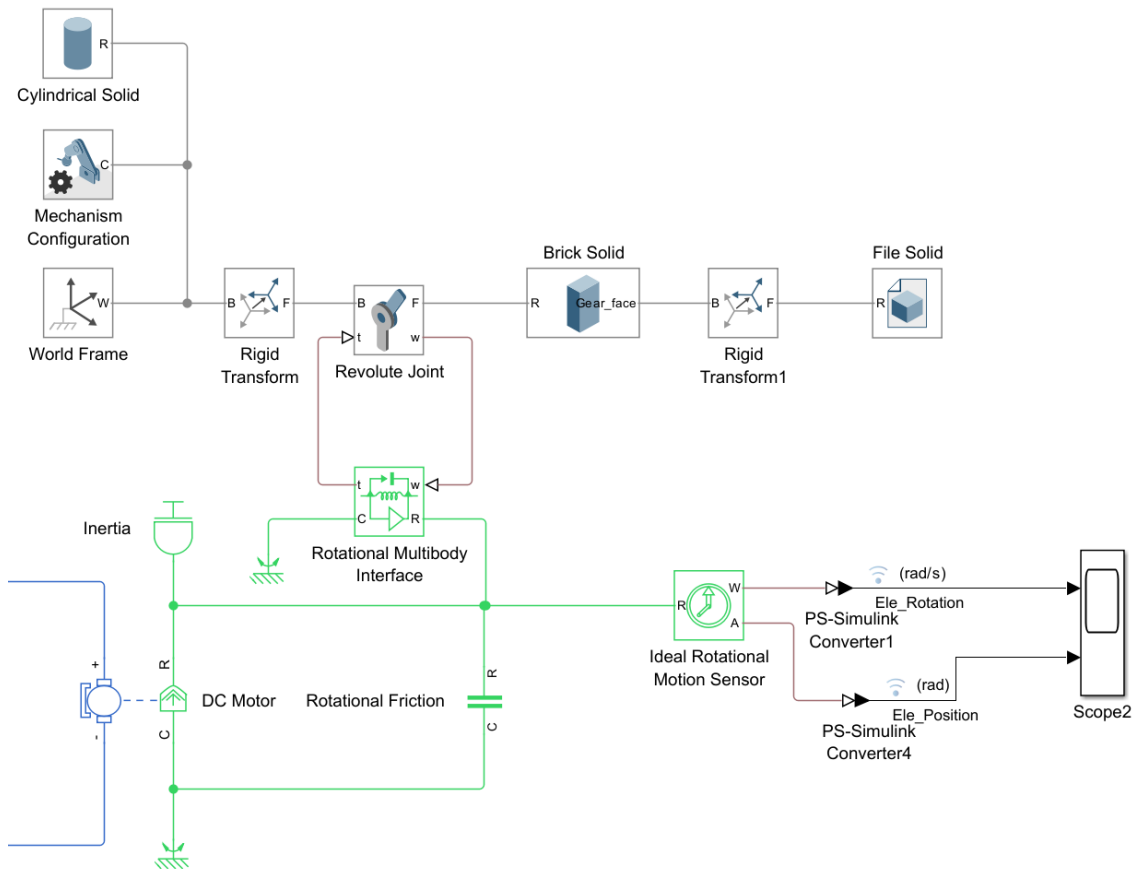 R
Cylindrical Solid
C
Mechanism
Configuration
W
World Frame
B
F
Rigid
Transform
B
F
t
w
Revolute Joint
Brick Solid
R
Gear_face
B
F
Rigid
Transform1
File Solid
R
t
w
C
R
Rotational Multibody
Interface
Inertia
+
-
R
C
DC Motor
Rotational Friction
R
C
R
W
A
Ideal Rotational
Motion Sensor
(rad/s)
Ele_Rotation
PS-Simulink
Converter1
(rad)
Ele_Position
PS-Simulink
Converter4
Scope2